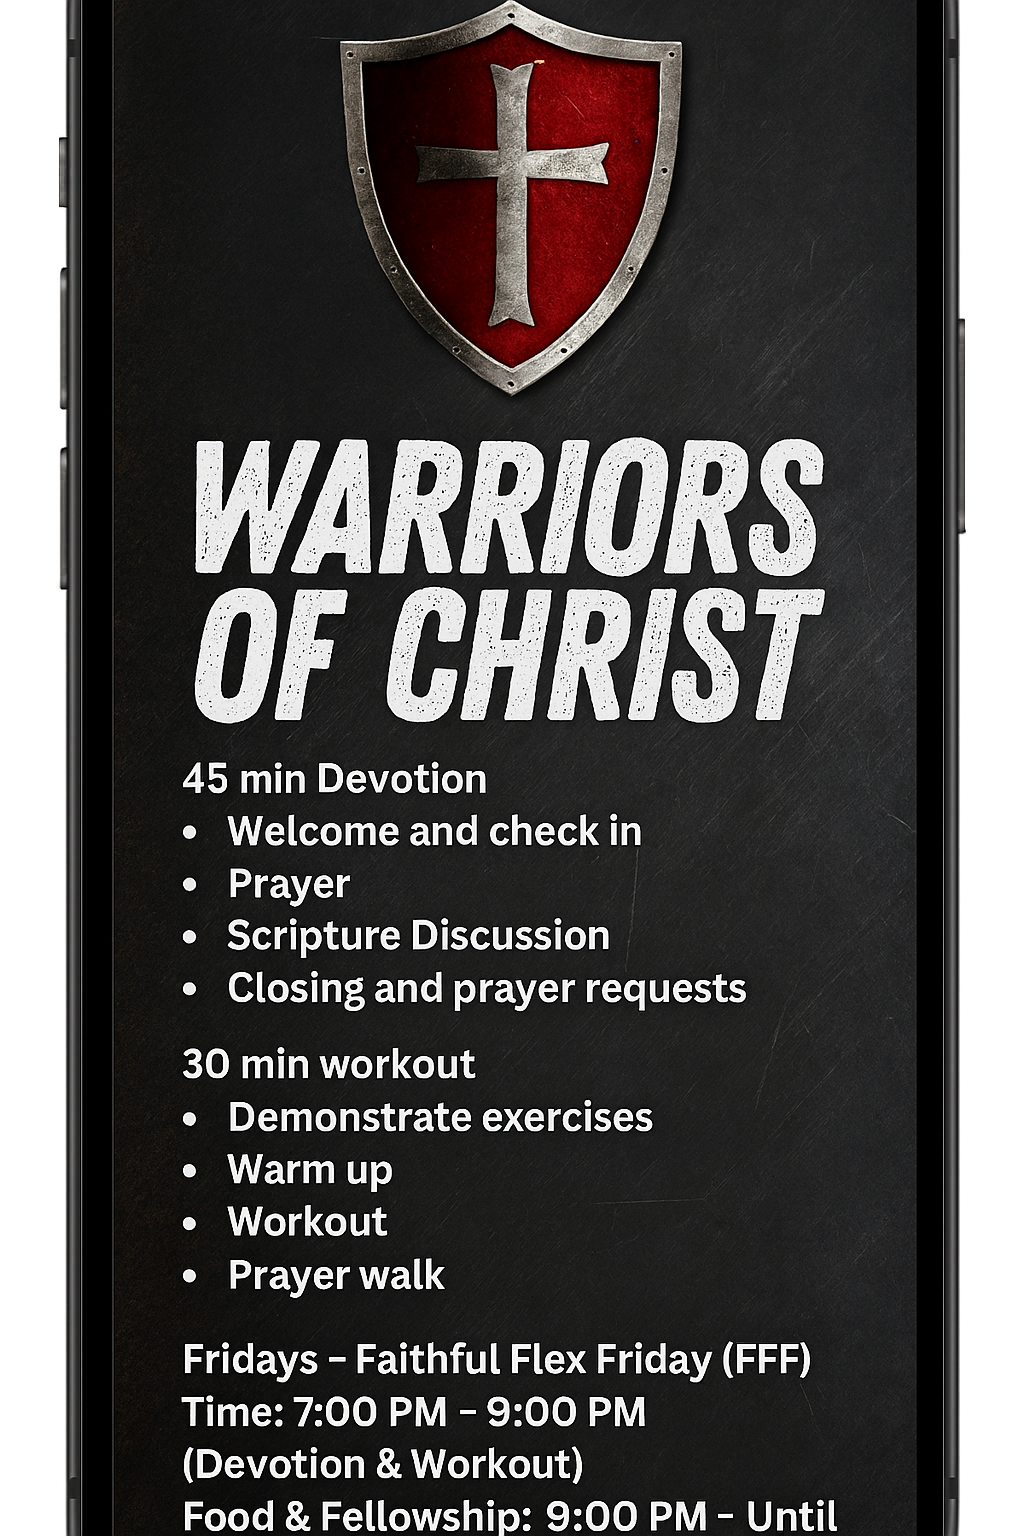 WARRIORS
OF CHRIST
45 min Devotion
• Welcome and check in
• Prayer
• Scripture Discussion
• Closing and prayer requests
30 min workout
• Demonstrate exercises
• Warm up
• Workout
• Prayer walk
Fridays – Faithful Flex Friday (FFF)
Time: 7:00 PM – 9:00 PM
(Devotion & Workout)
Food & Fellowship: 9:00 PM – Until